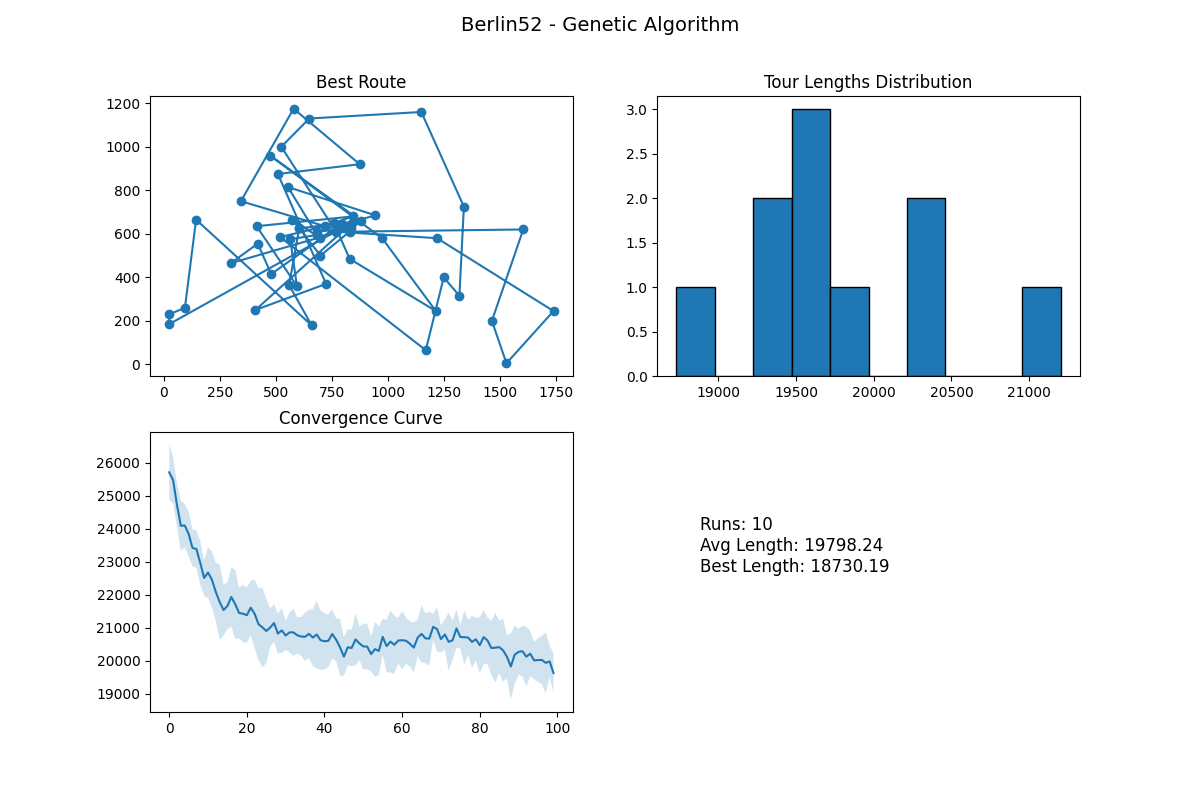 Berlin52 - Genetic Algorithm
Best Route
1200
1000
800
600
400
200
0
0 250 500 750 1000 1250 1500 1750
Tour Lengths Distribution
3.0
2.5
2.0
1.5
1.0
0.5
0.0
19000 19500 20000 20500 21000
Convergence Curve
26000
25000
24000
23000
22000
21000
20000
19000
0 20 40 60 80 100
Runs: 10
Avg Length: 19798.24
Best Length: 18730.19